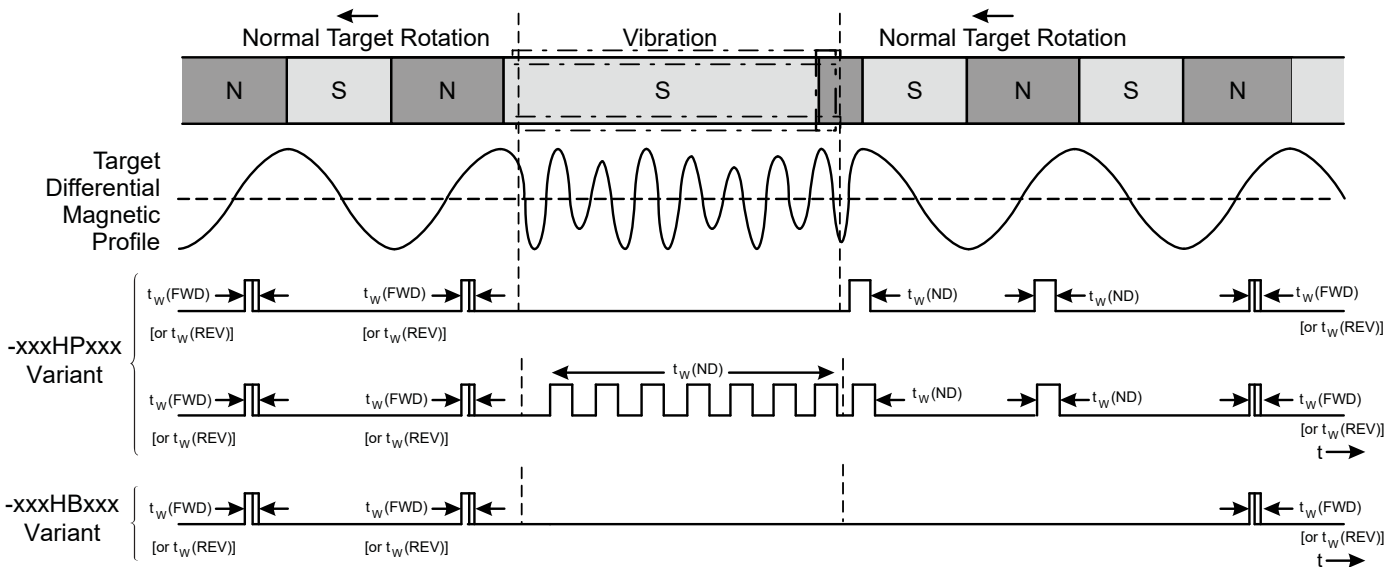 Normal Target Rotation
Vibration
Normal Target Rotation
N
S
N
S
S
N
S
N
Target
Differential
Magnetic
Profile
-xxxHPxxx
Variant
tW(FWD)
[or tW(REV)]
tW(FWD)
[or tW(REV)]
tW(ND)
tW(ND)
tW(FWD)
[or tW(REV)]
tW(FWD)
[or tW(REV)]
tW(FWD)
[or tW(REV)]
tW(ND)
tW(ND)
tW(ND)
tW(FWD)
[or tW(REV)]
t
-xxxHBxxx
Variant
tW(FWD)
[or tW(REV)]
tW(FWD)
[or tW(REV)]
tW(FWD)
[or tW(REV)]
t